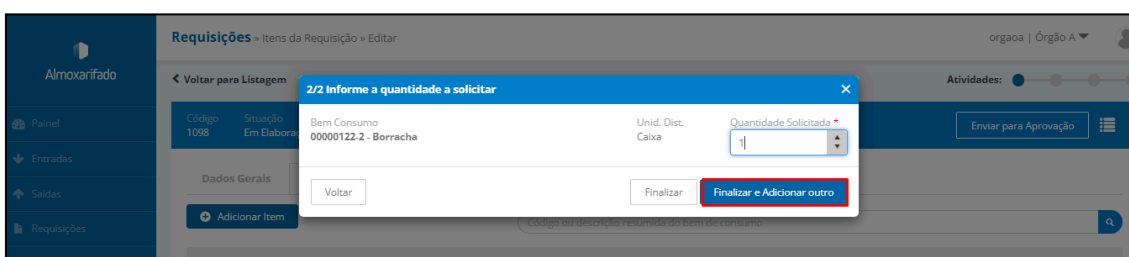 Requisições » Itens da Requisição » Editar
orgaoa | Órgão A
Almoxarifado
Voltar para Listagem
Atividades:
2/2 Informe a quantidade a solicitar
Painel
Código
Situação
1098
Em Elabora
Bem Consumo
Unid. Dist.
Quantidade Solicitada *
00000122-2 - Borracha
Caixa
1
Enviar para Aprovação
Entradas
Dados Gerais
Saídas
Voltar
Finalizar
Finalizar e Adicionar outro
Adicionar Item
Código ou descrição resumida do bem de consumo
Requisições